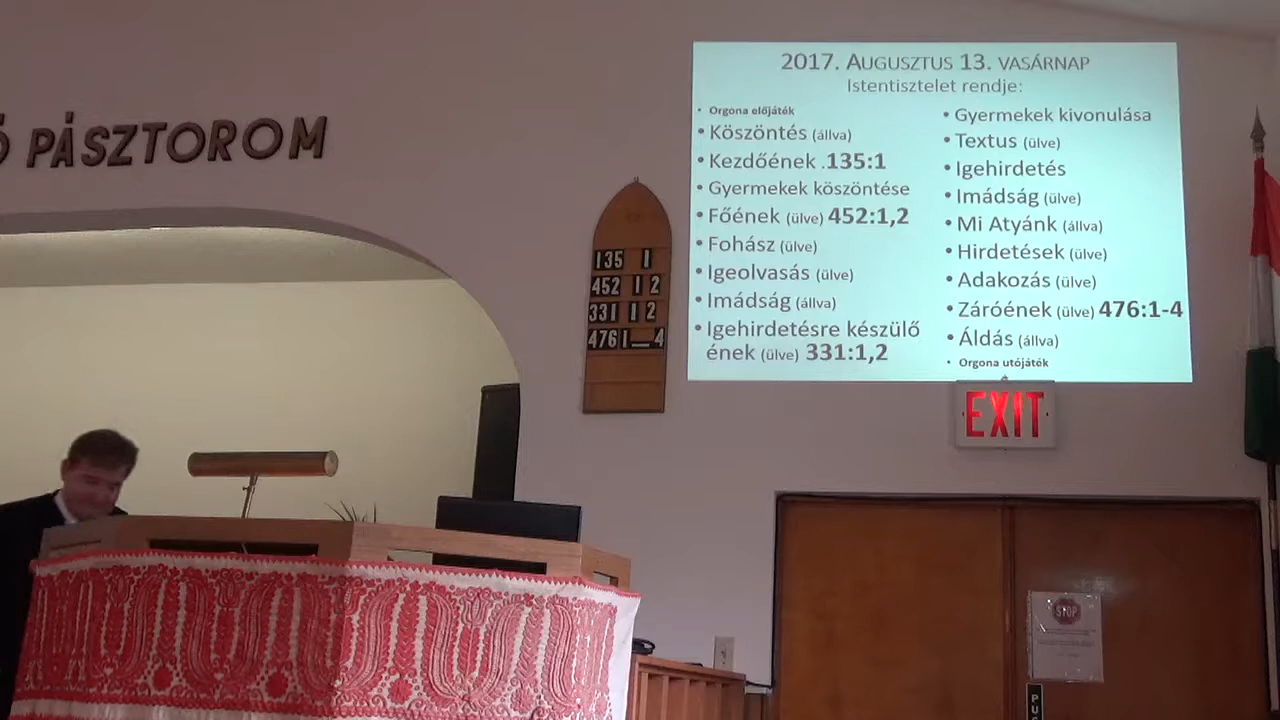 Ó PÁSZTOROM
135 1
452 1 2
331 1 2
476 1—4
2017. AUGUSZTUS 13. VASÁRNAP
Istentisztelet rendje:
• Orgona előjáték
• Köszöntés (állva)
• Kezdőének .135:1
• Gyermekek köszöntése
• Főének (ülve) 452:1,2
• Fohász (ülve)
• Igeolvasás (ülve)
• Imádság (állva)
• Igehirdetésre készülő
ének (ülve) 331:1,2
• Gyermekek kivonulása
• Textus (ülve)
• Igehirdetés
• Imádság (ülve)
• Mi Atyánk (állva)
• Hirdetések (ülve)
• Adakozás (ülve)
• Záróének (ülve) 476:1-4
• Áldás (állva)
• Orgona utójáték
EXIT
STOP
PU